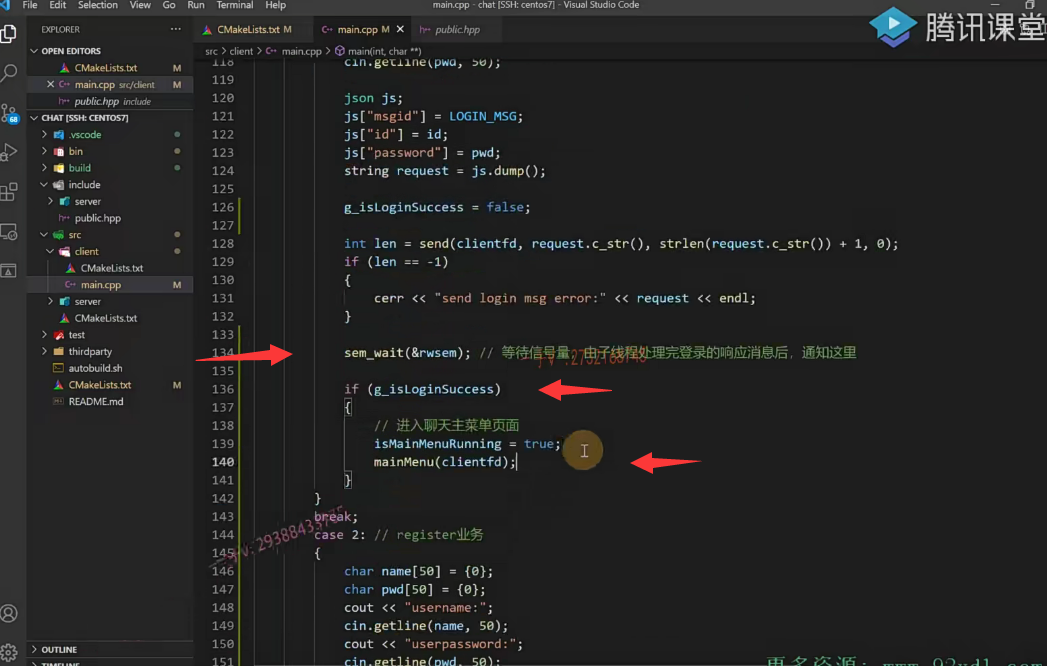 File Edit Selection View Go Run Terminal Help
main.cpp - chat [SSH: centos7] - Visual Studio Code
腾讯课堂
EXPLORER ···
OPEN EDITORS
CMakeLists.txt M
main.cpp src/client M
public.hpp include
CHAT [SSH: CENTOS7]
.vscode
bin
build
include
server
public.hpp
src
client
CMakeLists.txt
main.cpp M
server
CMakeLists.txt
test
thirdparty
autobuild.sh
CMakeLists.txt M
README.md
OUTLINE
TIMELINE
68
CMakeLists.txt M
main.cpp M
public.hpp
src > client > main.cpp > main(int, char **)
118 cin.getline(pwd, 50);
119
120 json js;
121 js["msgid"] = LOGIN_MSG;
122 js["id"] = id;
123 js["password"] = pwd;
124 string request = js.dump();
125
126 g_isLoginSuccess = false;
127
128 int len = send(clientfd, request.c_str(), strlen(request.c_str()) + 1, 0);
129 if (len == -1)
130 {
131 cerr << "send login msg error:" << request << endl;
132 }
133
134 sem_wait(&rwsem); // 等待信号量，由子线程处理完登录的响应消息后，通知这里
135
136 if (g_isLoginSuccess)
137 {
138 // 进入聊天主菜单页面
139 isMainMenuRunning = true;
140 mainMenu(clientfd);
141 }
142 }
143 break;
144 case 2: // register业务
145 {
146 char name[50] = {0};
147 char pwd[50] = {0};
148 cout << "username:";
149 cin.getline(name, 50);
150 cout << "userpassword:";
151 cin.getline(pwd, 50);